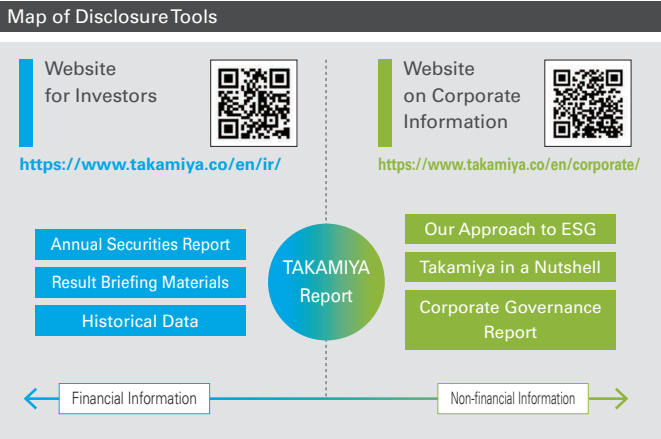 Map of Disclosure Tools
Website
for Investors
https://www.takamiya.co/en/ir/
Website
on Corporate
Information
https://www.takamiya.co/en/corporate/
Annual Securities Report
Result Briefing Materials
Historical Data
TAKAMIYA
Report
Our Approach to ESG
Takamiya in a Nutshell
Corporate Governance
Report
Financial Information
Non-financial Information